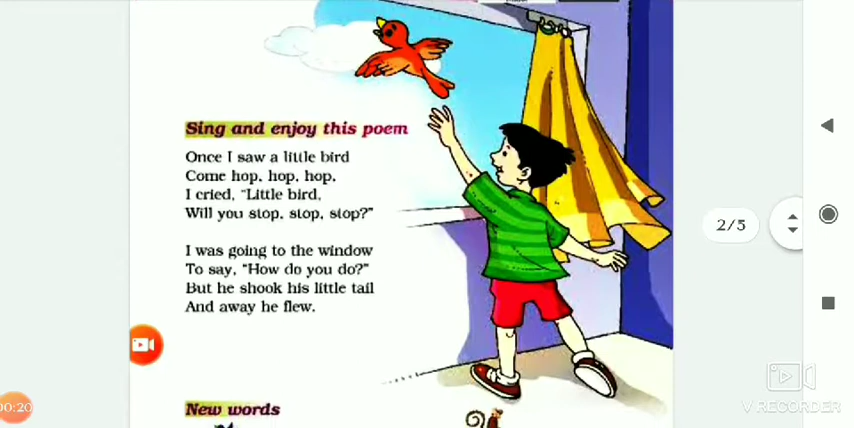 Sing and enjoy this poem
Once I saw a little bird
Come hop, hop, hop.
I cried, "Little bird,
Will you stop, stop, stop?"
I was going to the window
To say, "How do you do?"
But he shook his little tail
And away he flew.
2/5
00:20
New words
V RECORDER